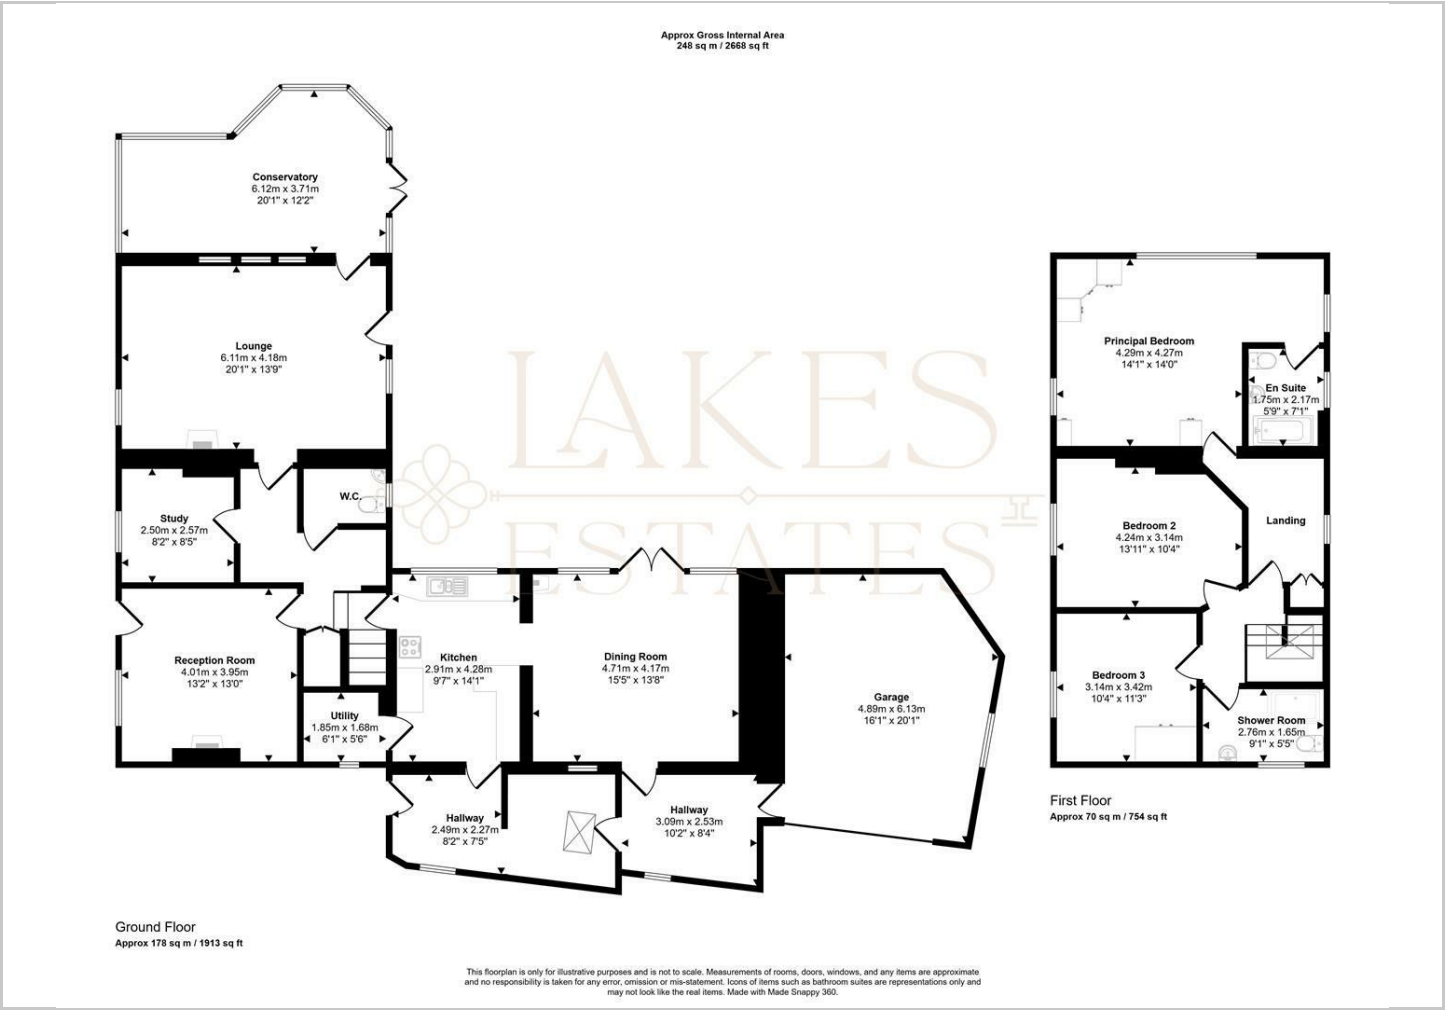 Approx Gross Internal Area
248 sq m / 2668 sq ft
Conservatory
6.12m x 3.71m
20'1" x 12'2"
Lounge
6.11m x 4.18m
20'1" x 13'9"
W.C.
Study
2.50m x 2.57m
8'2" x 8'5"
Reception Room
4.01m x 3.95m
13'2" x 13'0"
Utility
1.85m x 1.68m
6'1" x 5'6"
Kitchen
2.91m x 4.28m
9'7" x 14'1"
Dining Room
4.71m x 4.17m
15'5" x 13'8"
Garage
4.89m x 6.13m
16'1" x 20'1"
Hallway
2.49m x 2.27m
8'2" x 7'5"
Hallway
3.09m x 2.53m
10'2" x 8'4"
LAKES
ESTATES
Principal Bedroom
4.29m x 4.27m
14'1" x 14'0"
En Suite
1.75m x 2.17m
5'9" x 7'1"
Bedroom 2
4.24m x 3.14m
13'11" x 10'4"
Landing
Bedroom 3
3.14m x 3.42m
10'4" x 11'3"
Shower Room
2.76m x 1.65m
9'1" x 5'5"
First Floor
Approx 70 sq m / 754 sq ft
Ground Floor
Approx 178 sq m / 1913 sq ft
This floorplan is only for illustrative purposes and is not to scale. Measurements of rooms, doors, windows, and any items are approximate
and no responsibility is taken for any error, omission or mis-statement. Icons of items such as bathroom suites are representations only and
may not look like the real items. Made with Made Snappy 360.